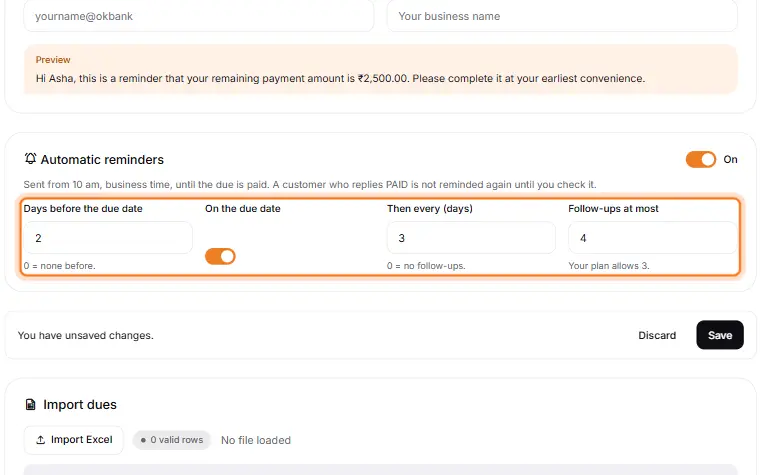 yourname@okbank
Your business name
Preview
Hi Asha, this is a reminder that your remaining payment amount is ₹2,500.00. Please complete it at your earliest convenience.
Automatic reminders
On
Sent from 10 am, business time, until the due is paid. A customer who replies PAID is not reminded again until you check it.
Days before the due date
On the due date
Then every (days)
Follow-ups at most
2
3
4
0 = none before.
0 = no follow-ups.
Your plan allows 3.
You have unsaved changes.
Discard
Save
Import dues
Import Excel
0 valid rows
No file loaded